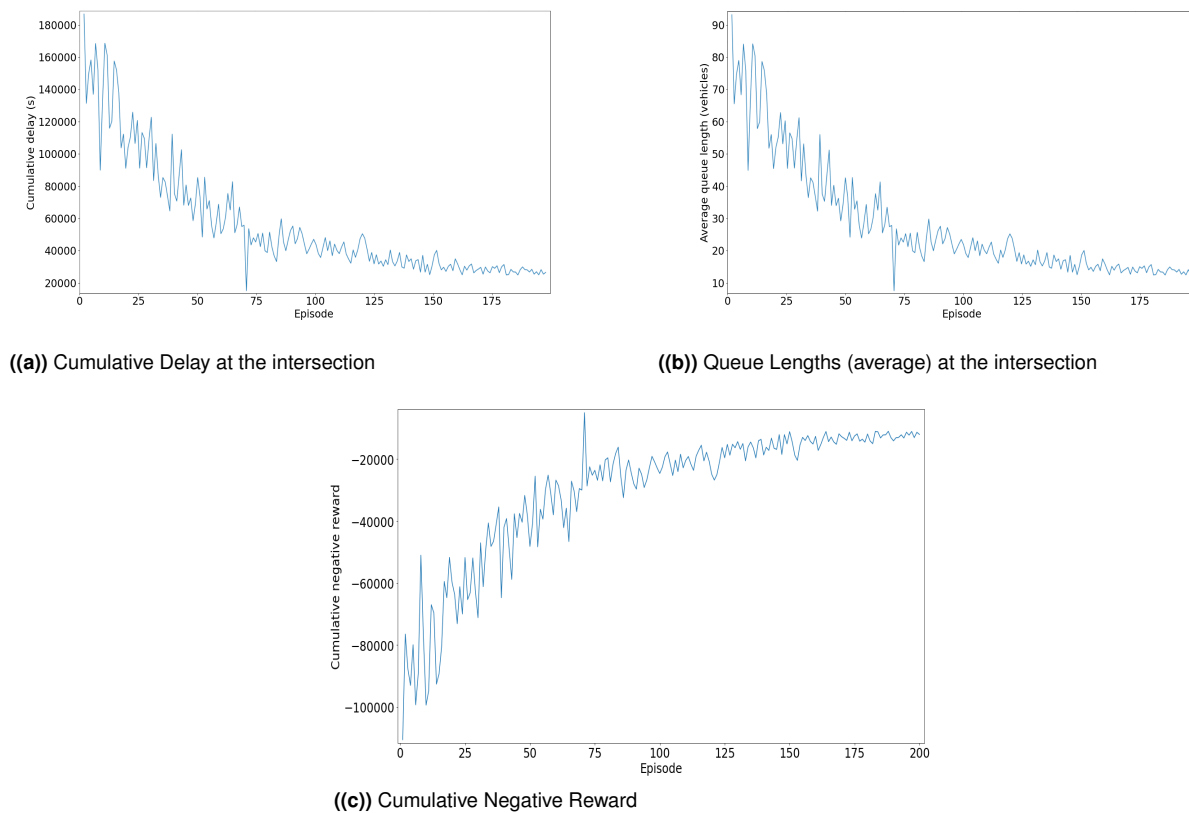 180000
160000
140000
120000
100000
80000
60000
40000
20000
Cumulative delay (s)
0 25 50 75 100 125 150 175
Episode
90
80
70
60
50
40
30
20
10
Average queue length (vehicles)
0 25 50 75 100 125 150 175
Episode
((a)) Cumulative Delay at the intersection
((b)) Queue Lengths (average) at the intersection
−20000
−40000
−60000
−80000
−100000
Cumulative negative reward
0 25 50 75 100 125 150 175 200
Episode
((c)) Cumulative Negative Reward